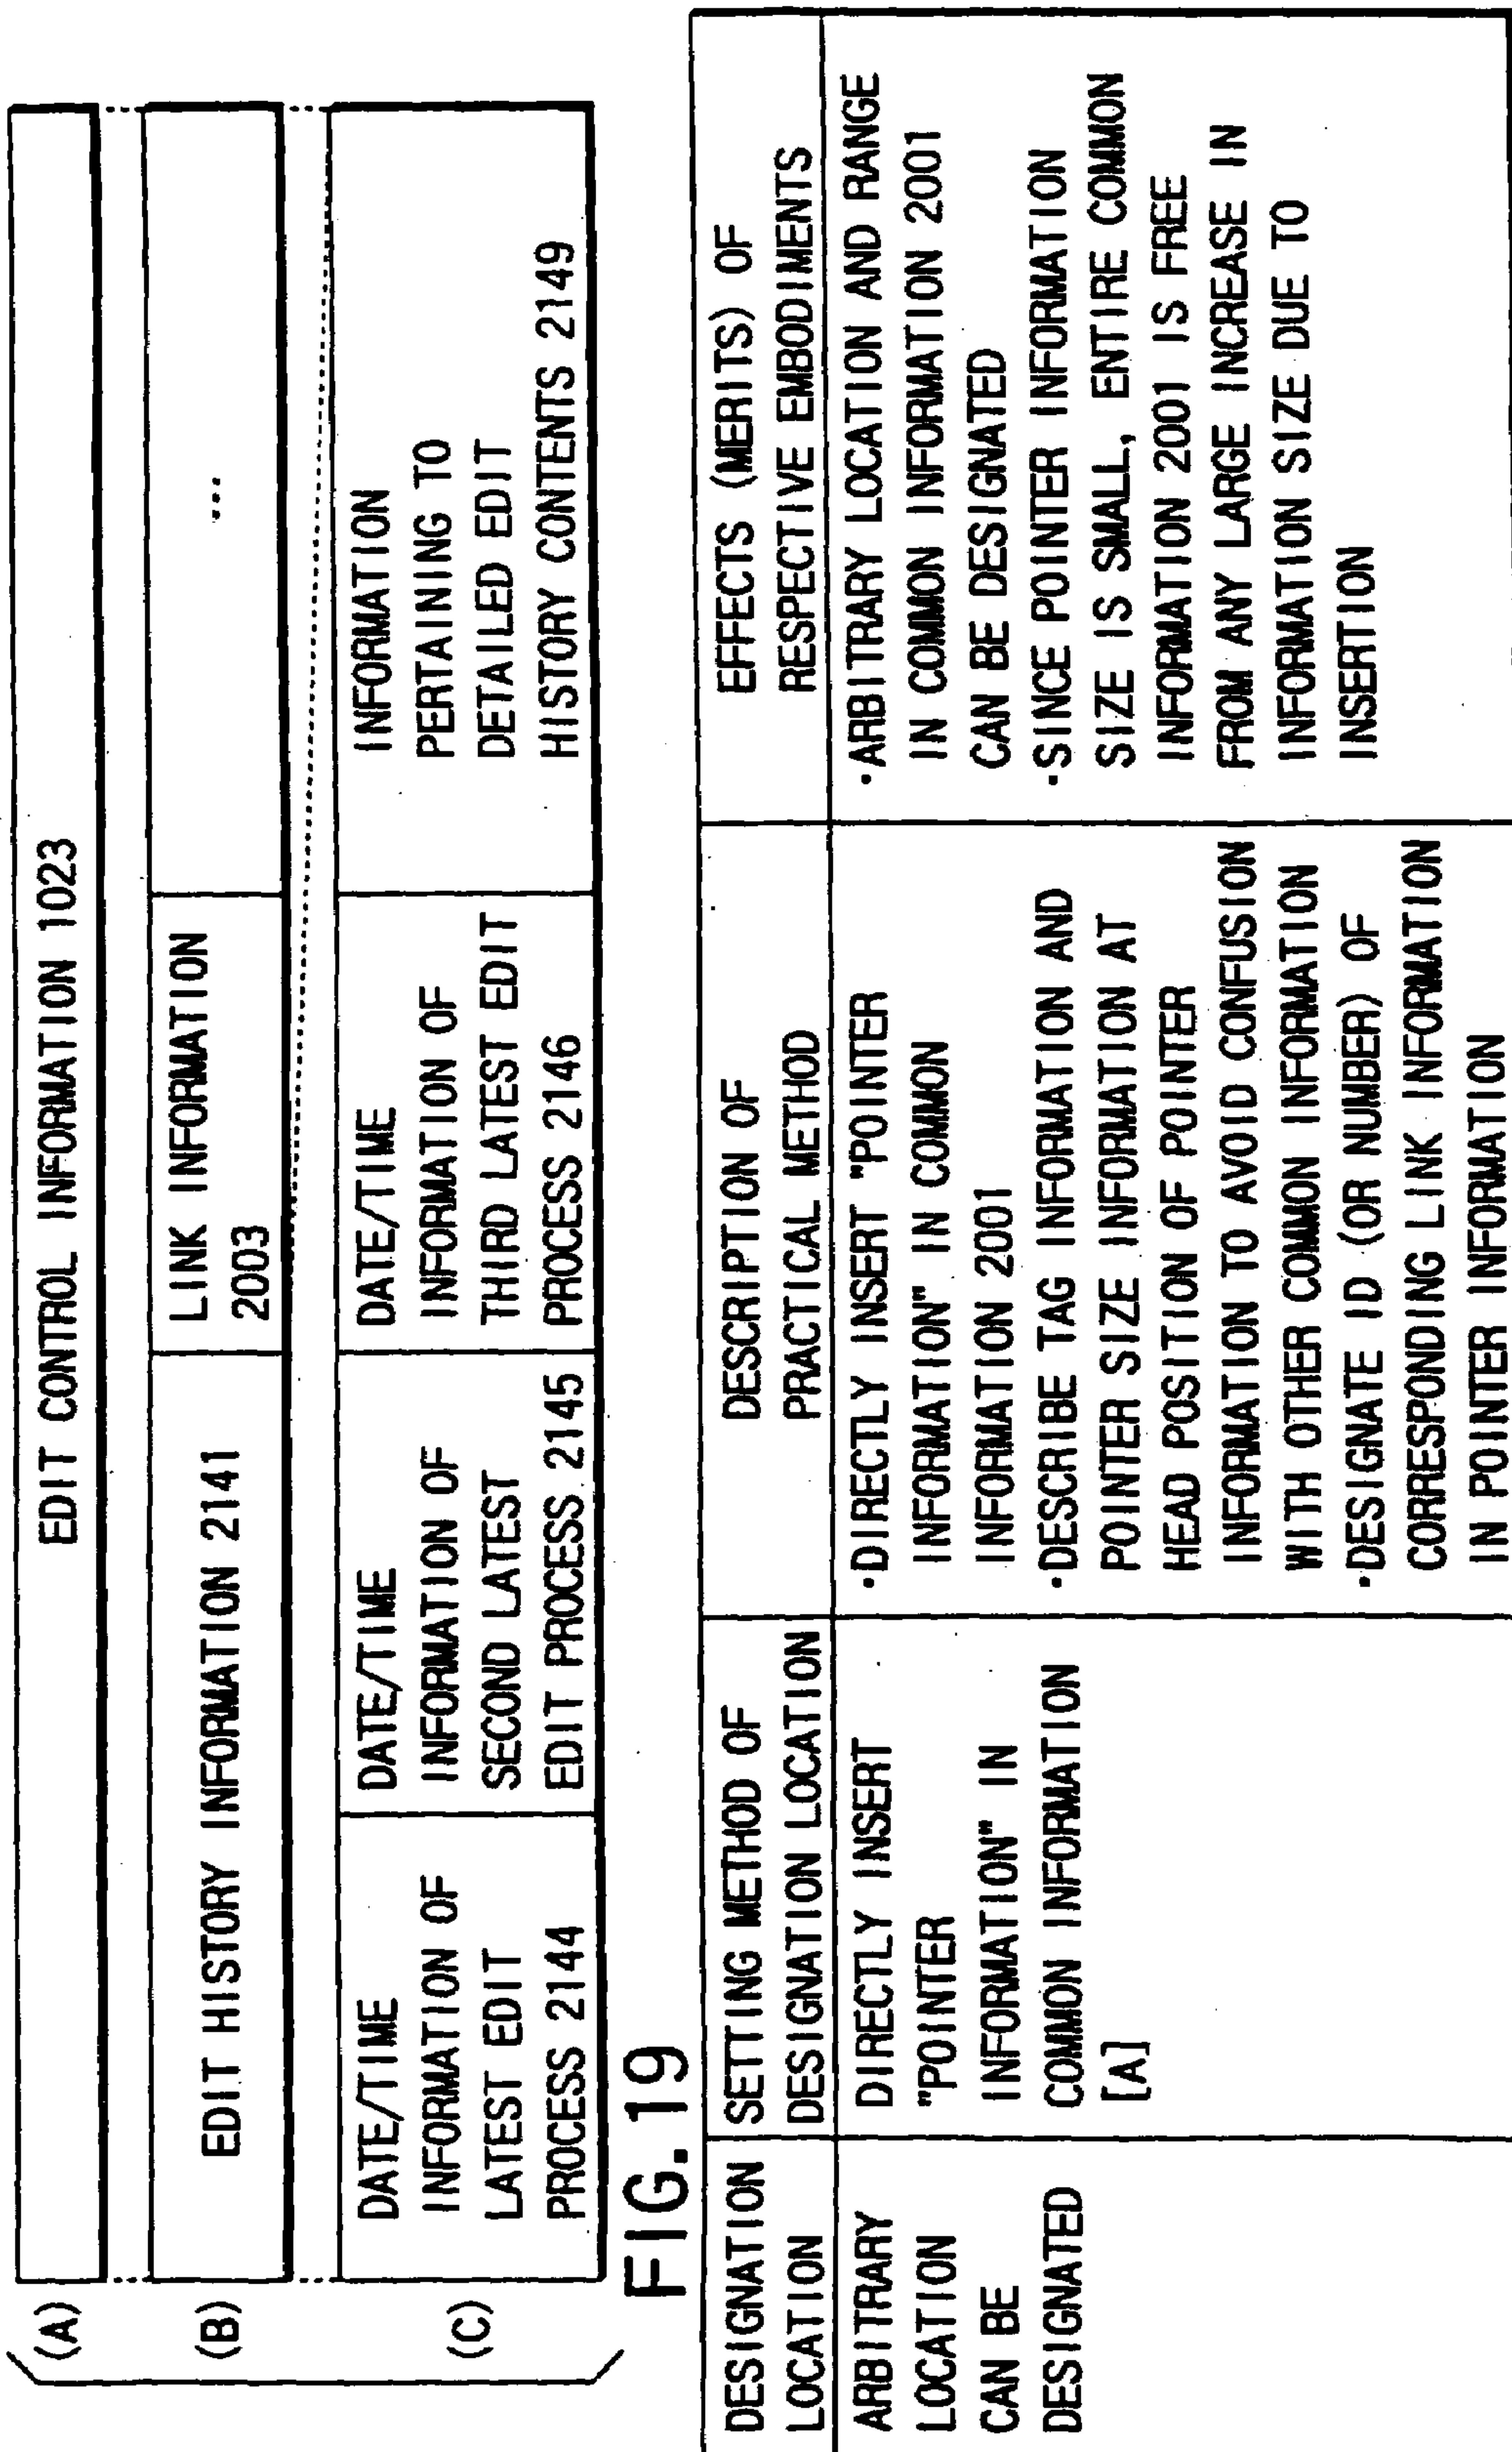 (A)
EDIT CONTROL INFORMATION 1023
(B)
EDIT HISTORY INFORMATION 2141
LINK INFORMATION
2003
...
(C)
DATE/TIME
INFORMATION OF
LATEST EDIT
PROCESS 2144
DATE/TIME
INFORMATION OF
SECOND LATEST
EDIT PROCESS 2145
DATE/TIME
INFORMATION OF
THIRD LATEST EDIT
PROCESS 2146
INFORMATION
PERTAINING TO
DETAILED EDIT
HISTORY CONTENTS 2149
FIG.19
DESIGNATION
LOCATION
SETTING METHOD OF
DESIGNATION LOCATION
DESCRIPTION OF
PRACTICAL METHOD
EFFECTS (MERITS) OF
RESPECTIVE EMBODIMENTS
ARBITRARY
LOCATION
CAN BE
DESIGNATED
DIRECTLY INSERT
"POINTER
INFORMATION" IN
COMMON INFORMATION
[A]
·DIRECTLY INSERT "POINTER
INFORMATION" IN COMMON
INFORMATION 2001
·DESCRIBE TAG INFORMATION AND
POINTER SIZE INFORMATION AT
HEAD POSITION OF POINTER
INFORMATION TO AVOID CONFUSION
WITH OTHER COMMON INFORMATION
·DESIGNATE ID (OR NUMBER) OF
CORRESPONDING LINK INFORMATION
IN POINTER INFORMATION
·ARBITRARY LOCATION AND RANGE
IN COMMON INFORMATION 2001
CAN BE DESIGNATED
·SINCE POINTER INFORMATION
SIZE IS SMALL, ENTIRE COMMON
INFORMATION 2001 IS FREE
FROM ANY LARGE INCREASE IN
INFORMATION SIZE DUE TO
INSERTION